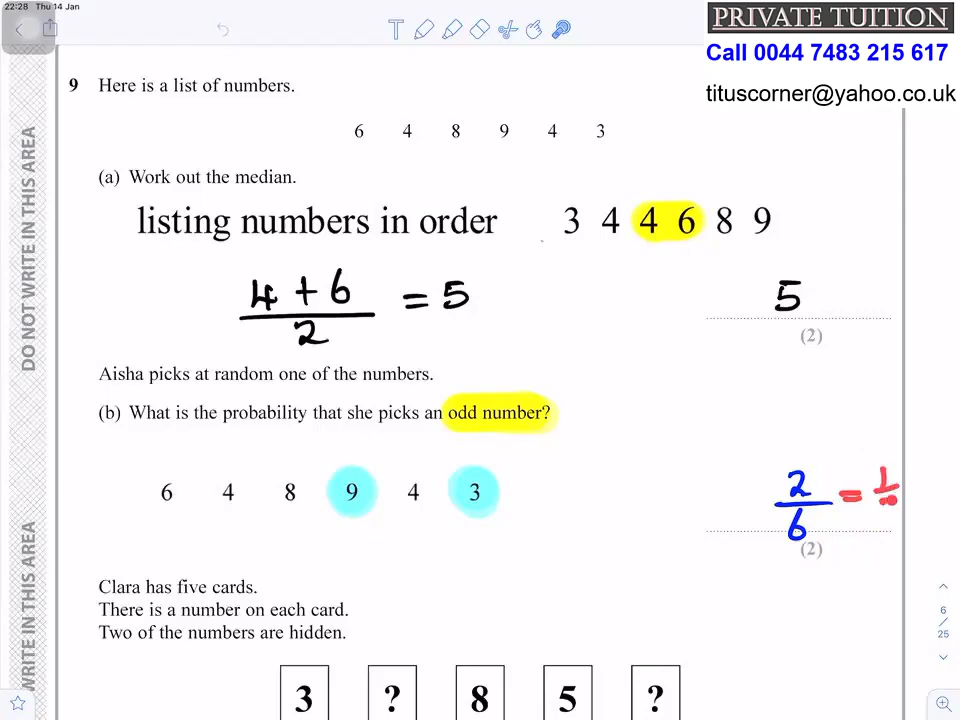 22:28 Thu 14 Jan
PRIVATE TUITION
Call 0044 7483 215 617
tituscorner@yahoo.co.uk
DO NOT WRITE IN THIS AREA
9 Here is a list of numbers.
6 4 8 9 4 3
(a) Work out the median.
listing numbers in order 3 4 4 6 8 9
4 + 6
2
= 5
5
(2)
Aisha picks at random one of the numbers.
(b) What is the probability that she picks an odd number?
6 4 8 9 4 3
2
6
= 1
(2)
WRITE IN THIS AREA
Clara has five cards.
There is a number on each card.
Two of the numbers are hidden.
3 ? 8 5 ?
6
/
25